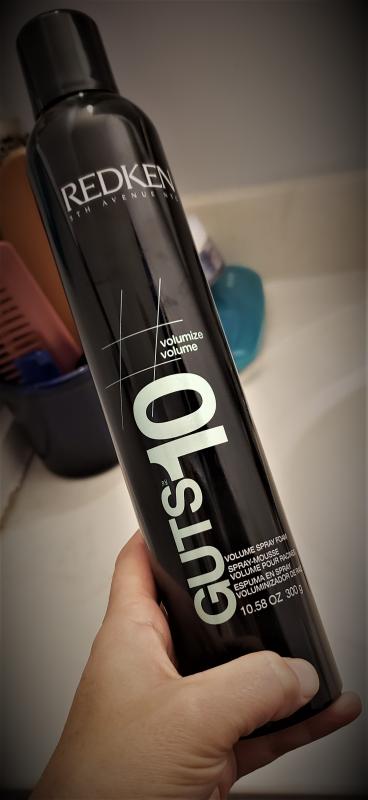 REDKEN
5TH AVENUE NYC
volumize
volume
GUTS 10
VOLUME SPRAY FOAM
SPRAY-MOUSSE
VOLUME POUR RACINES
ESPUMA EN SPRAY
VOLUMINIZADOR DE
10.58 OZ 300 g